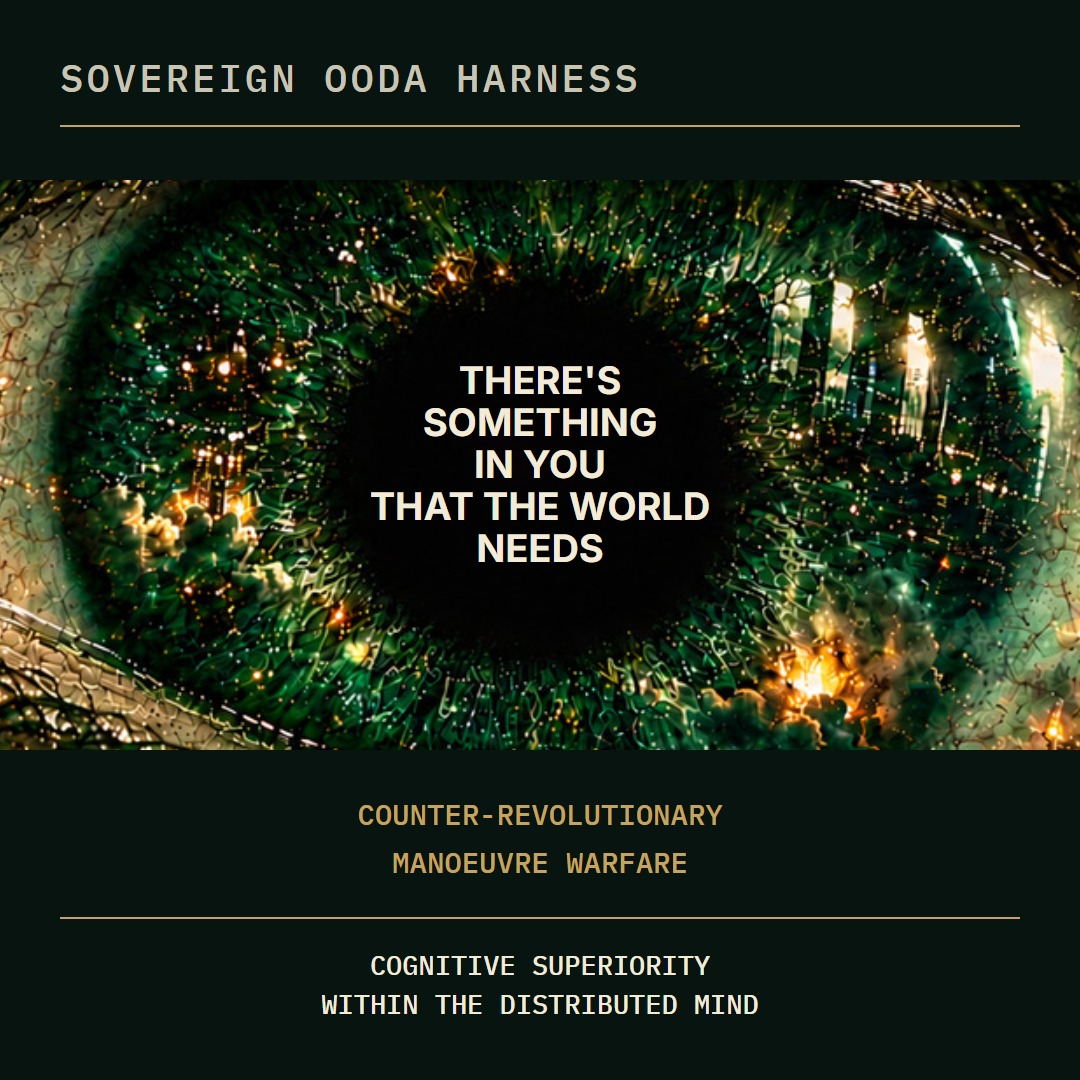 SOVEREIGN OODA HARNESS
THERE'S
SOMETHING
IN YOU
THAT THE WORLD
NEEDS
COUNTER-REVOLUTIONARY
MANOEUVRE WARFARE
COGNITIVE SUPERIORITY
WITHIN THE DISTRIBUTED MIND